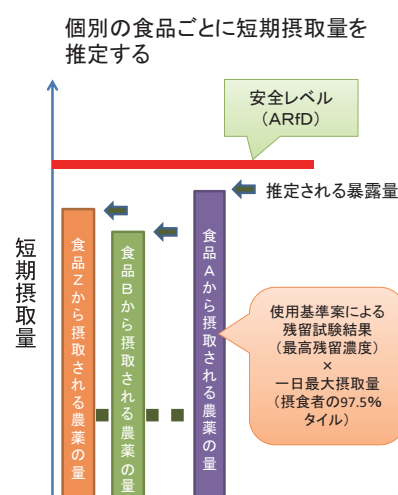 個別の食品ごとに短期摂取量を
推定する
安全レベル
（ARfD）
推定される暴露量
短期摂取量
食品Zから摂取される農薬の量
食品Bから摂取される農薬の量
食品Aから摂取される農薬の量
使用基準案による
残留試験結果
（最高残留濃度）
×
一日最大摂取量
（摂食者の97.5%
タイル）